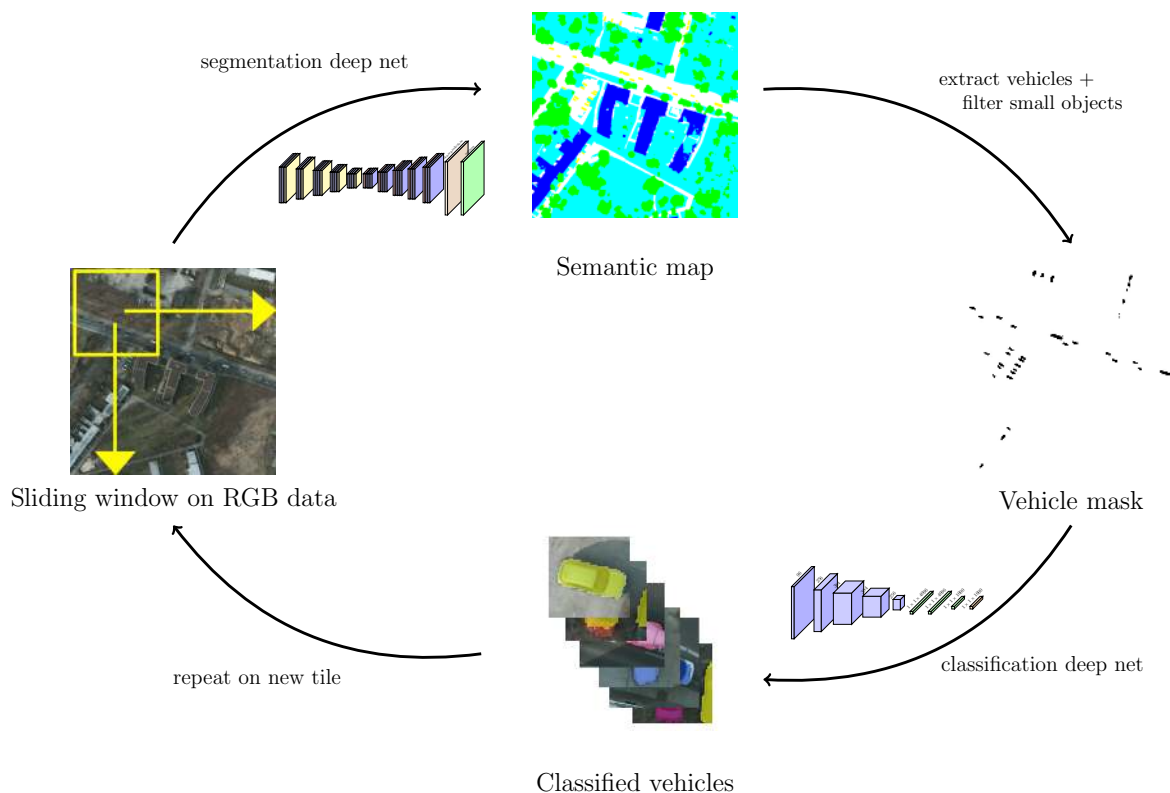 segmentation deep net
extract vehicles +
filter small objects
Semantic map
Sliding window on RGB data
Vehicle mask
classification deep net
repeat on new tile
Classified vehicles